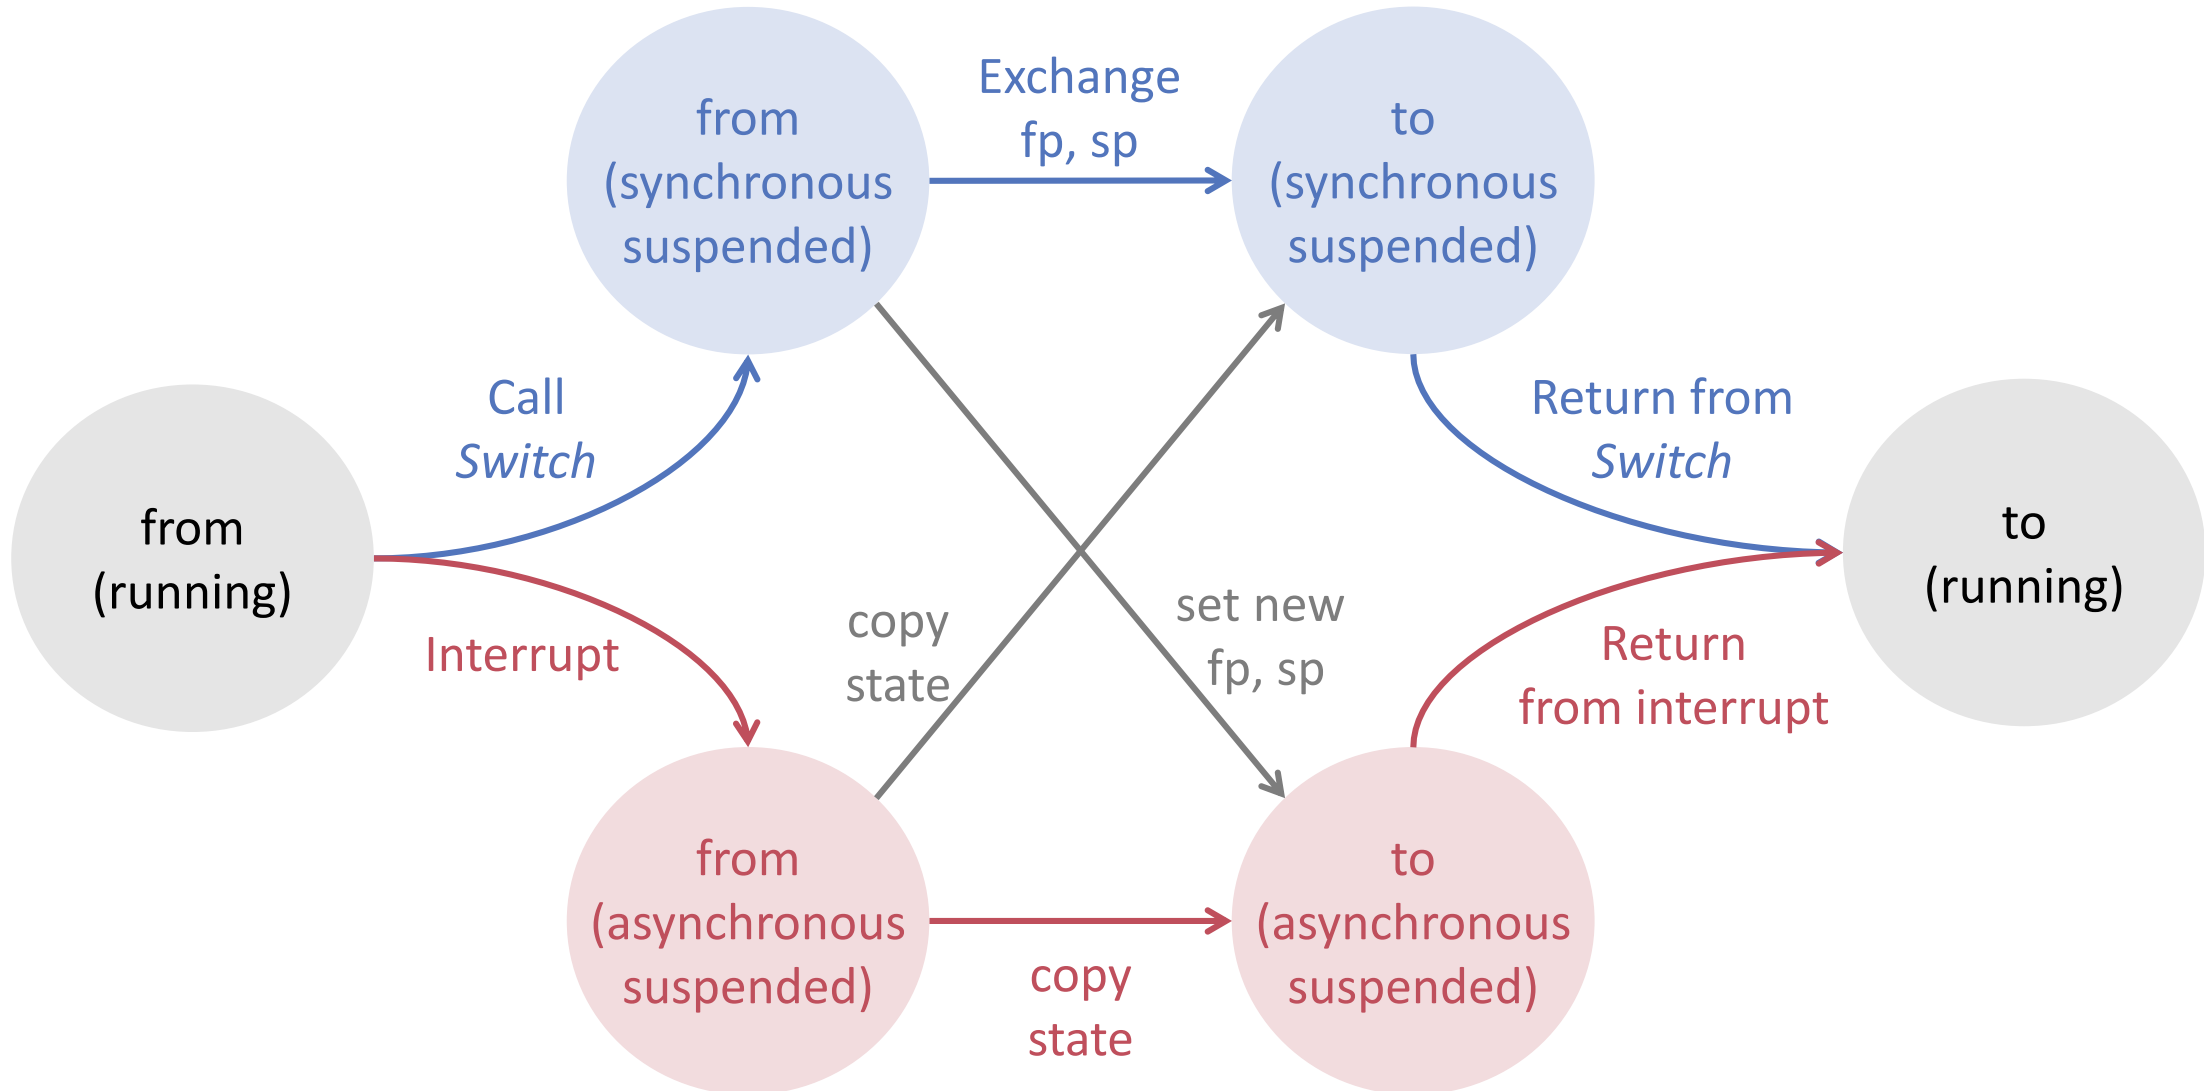 from
(synchronous
suspended)
Exchange
fp, sp
to
(synchronous
suspended)
Call
Switch
Return from
Switch
from
(running)
to
(running)
Interrupt
copy
state
set new
fp, sp
Return
from interrupt
from
(asynchronous
suspended)
copy
state
to
(asynchronous
suspended)